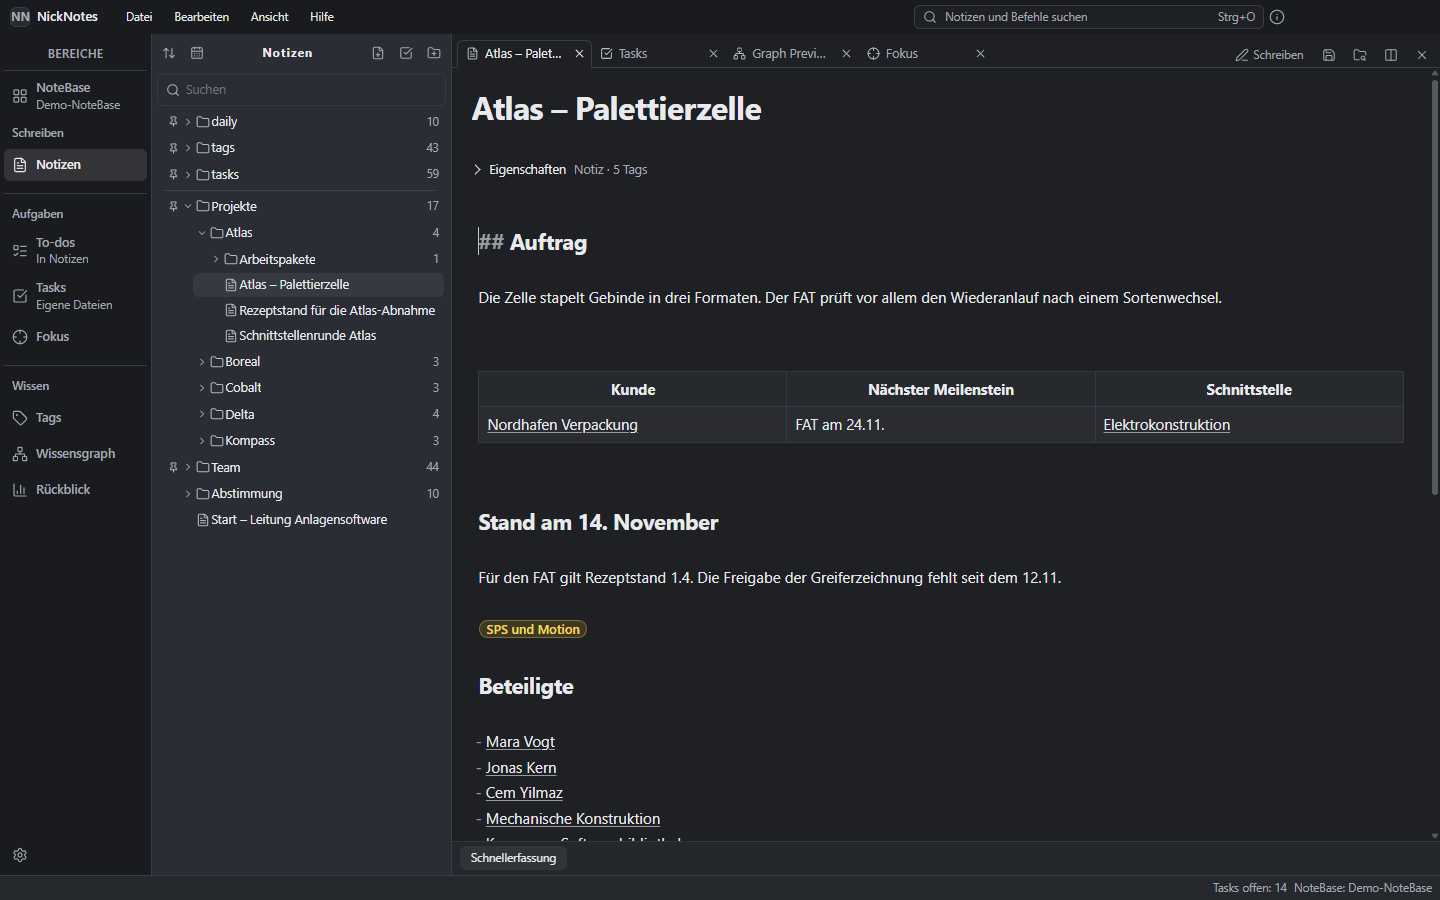 NN NickNotes Datei Bearbeiten Ansicht Hilfe Notizen und Befehle suchen Strg+O
BEREICHE
NoteBase
Demo-NoteBase
Schreiben
Notizen
Aufgaben
To-dos
In Notizen
Tasks
Eigene Dateien
Fokus
Wissen
Tags
Wissensgraph
Rückblick
Notizen
Suchen
daily 10
tags 43
tasks 59
Projekte 17
Atlas 4
Arbeitspakete 1
Atlas – Palettierzelle
Rezeptstand für die Atlas-Abnahme
Schnittstellenrunde Atlas
Boreal 3
Cobalt 3
Delta 4
Kompass 3
Team 44
Abstimmung 10
Start – Leitung Anlagensoftware
Atlas – Palet... Tasks Graph Previ... Fokus Schreiben
Atlas – Palettierzelle
Eigenschaften Notiz · 5 Tags
## Auftrag
Die Zelle stapelt Gebinde in drei Formaten. Der FAT prüft vor allem den Wiederanlauf nach einem Sortenwechsel.
Kunde Nächster Meilenstein Schnittstelle
Nordhafen Verpackung FAT am 24.11. Elektrokonstruktion
Stand am 14. November
Für den FAT gilt Rezeptstand 1.4. Die Freigabe der Greiferzeichnung fehlt seit dem 12.11.
SPS und Motion
Beteiligte
- Mara Vogt
- Jonas Kern
- Cem Yilmaz
- Mechanische Konstruktion
Schnellerfassung
Tasks offen: 14 NoteBase: Demo-NoteBase